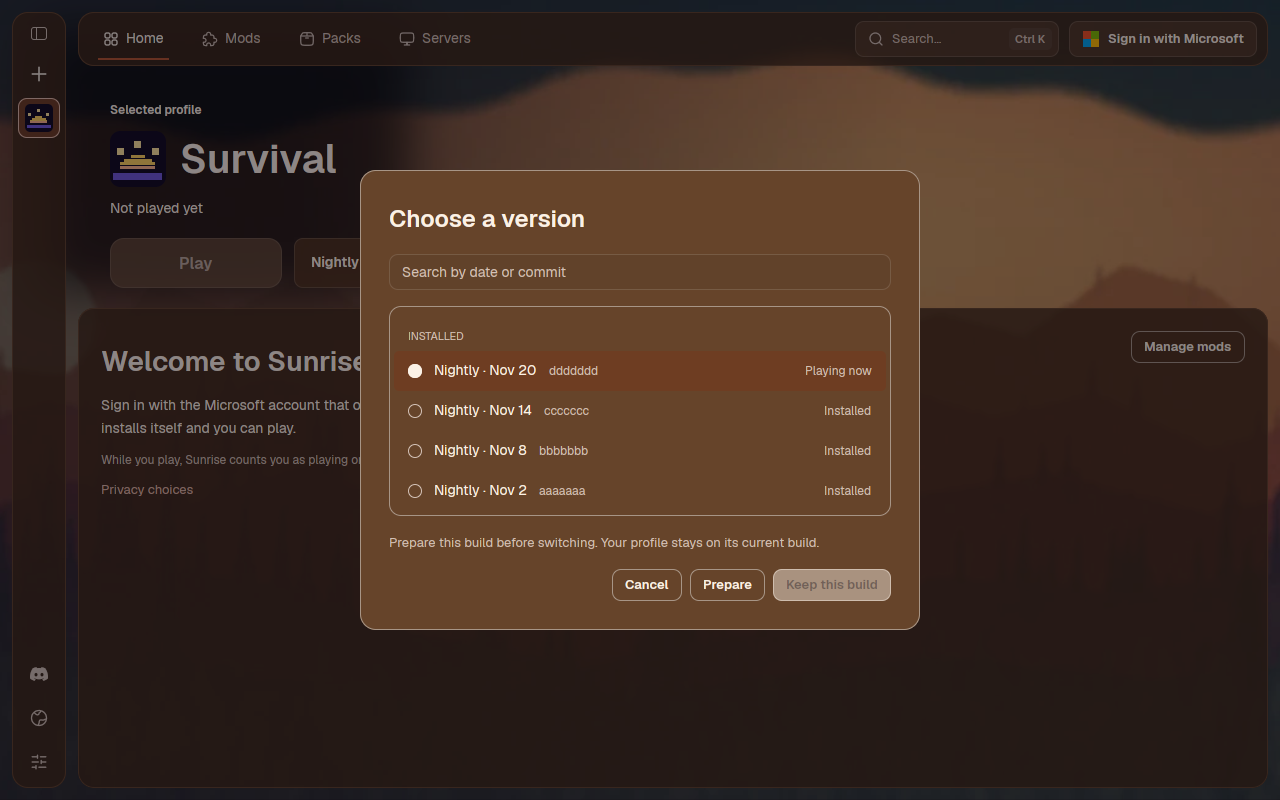 Home
Mods
Packs
Servers
Search...
Ctrl K
Sign in with Microsoft
Selected profile
Survival
Not played yet
Play
Nightly
Welcome to Sunrise
Manage mods
Sign in with the Microsoft account that
installs itself and you can play.
While you play, Sunrise counts you as playing
Privacy choices
Choose a version
Search by date or commit
INSTALLED
Nightly · Nov 20 ddddddd Playing now
Nightly · Nov 14 ccccccc Installed
Nightly · Nov 8 bbbbbbb Installed
Nightly · Nov 2 aaaaaaa Installed
Prepare this build before switching. Your profile stays on its current build.
Cancel
Prepare
Keep this build